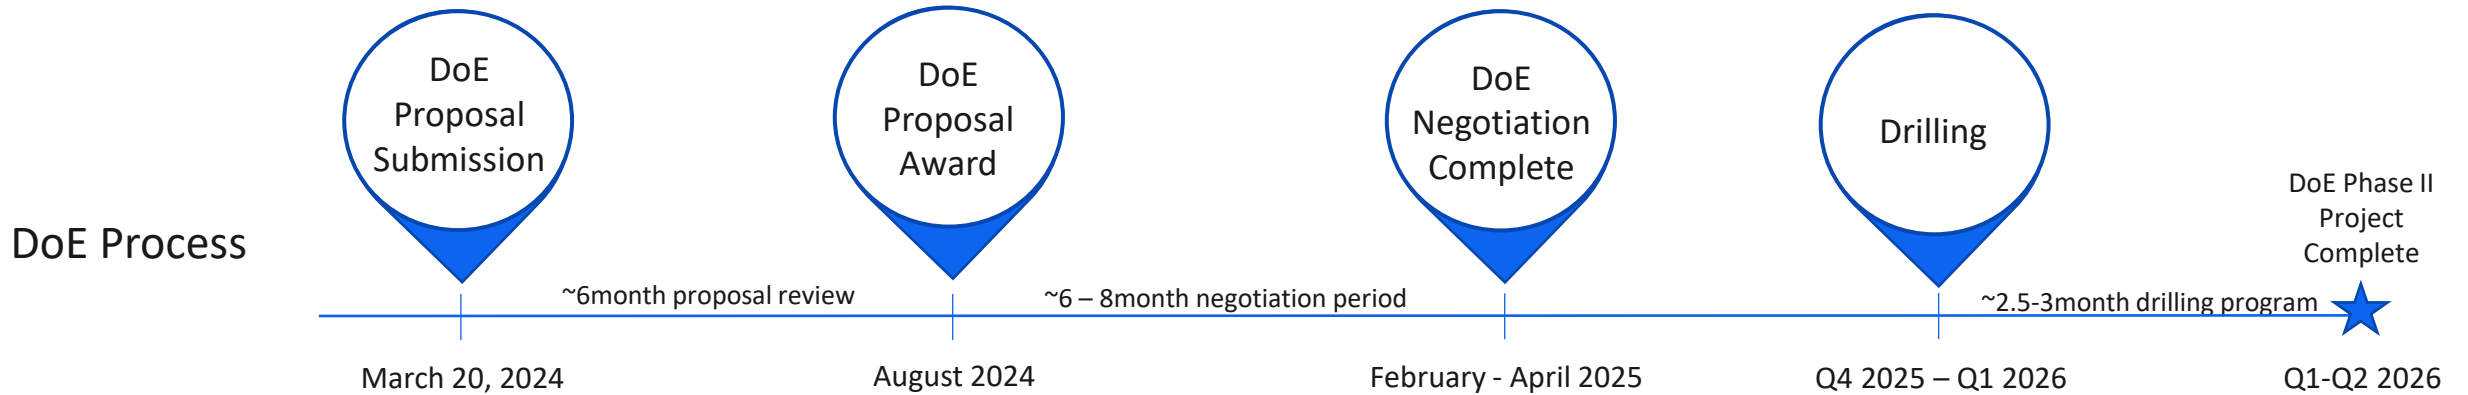 DoE
Proposal
Submission
DoE
Proposal
Award
DoE
Negotiation
Complete
Drilling
DoE Phase II
Project
Complete
DoE Process
~6month proposal review
~6 – 8month negotiation period
~2.5-3month drilling program
March 20, 2024
August 2024
February - April 2025
Q4 2025 – Q1 2026
Q1-Q2 2026